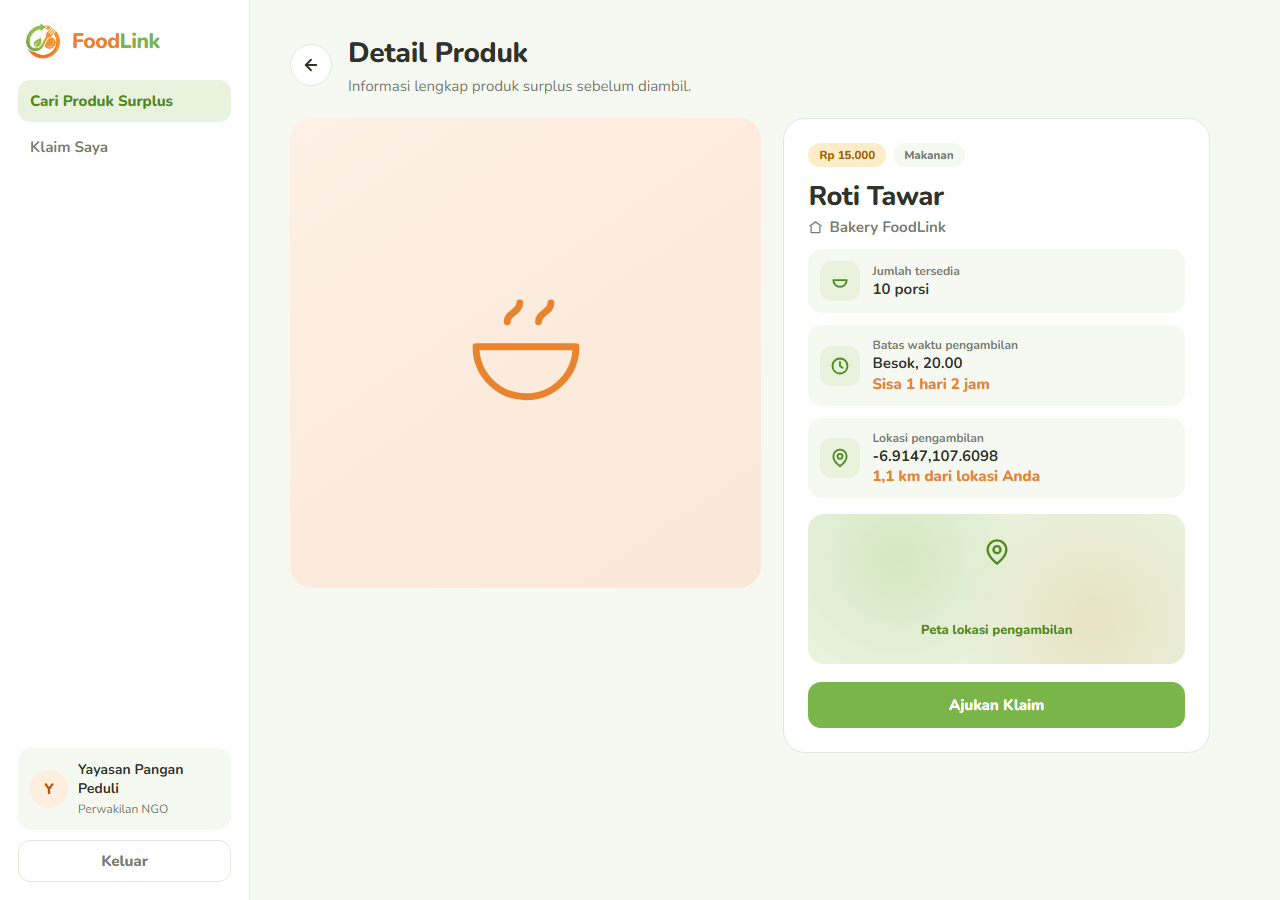 FoodLink
Cari Produk Surplus
Klaim Saya
Yayasan Pangan
Peduli
Y
Perwakilan NGO
Keluar
Detail Produk
Informasi lengkap produk surplus sebelum diambil.
Rp 15.000
Makanan
Roti Tawar
Bakery FoodLink
Jumlah tersedia
10 porsi
Batas waktu pengambilan
Besok, 20.00
Sisa 1 hari 2 jam
Lokasi pengambilan
-6.9147,107.6098
1,1 km dari lokasi Anda
Peta lokasi pengambilan
Ajukan Klaim